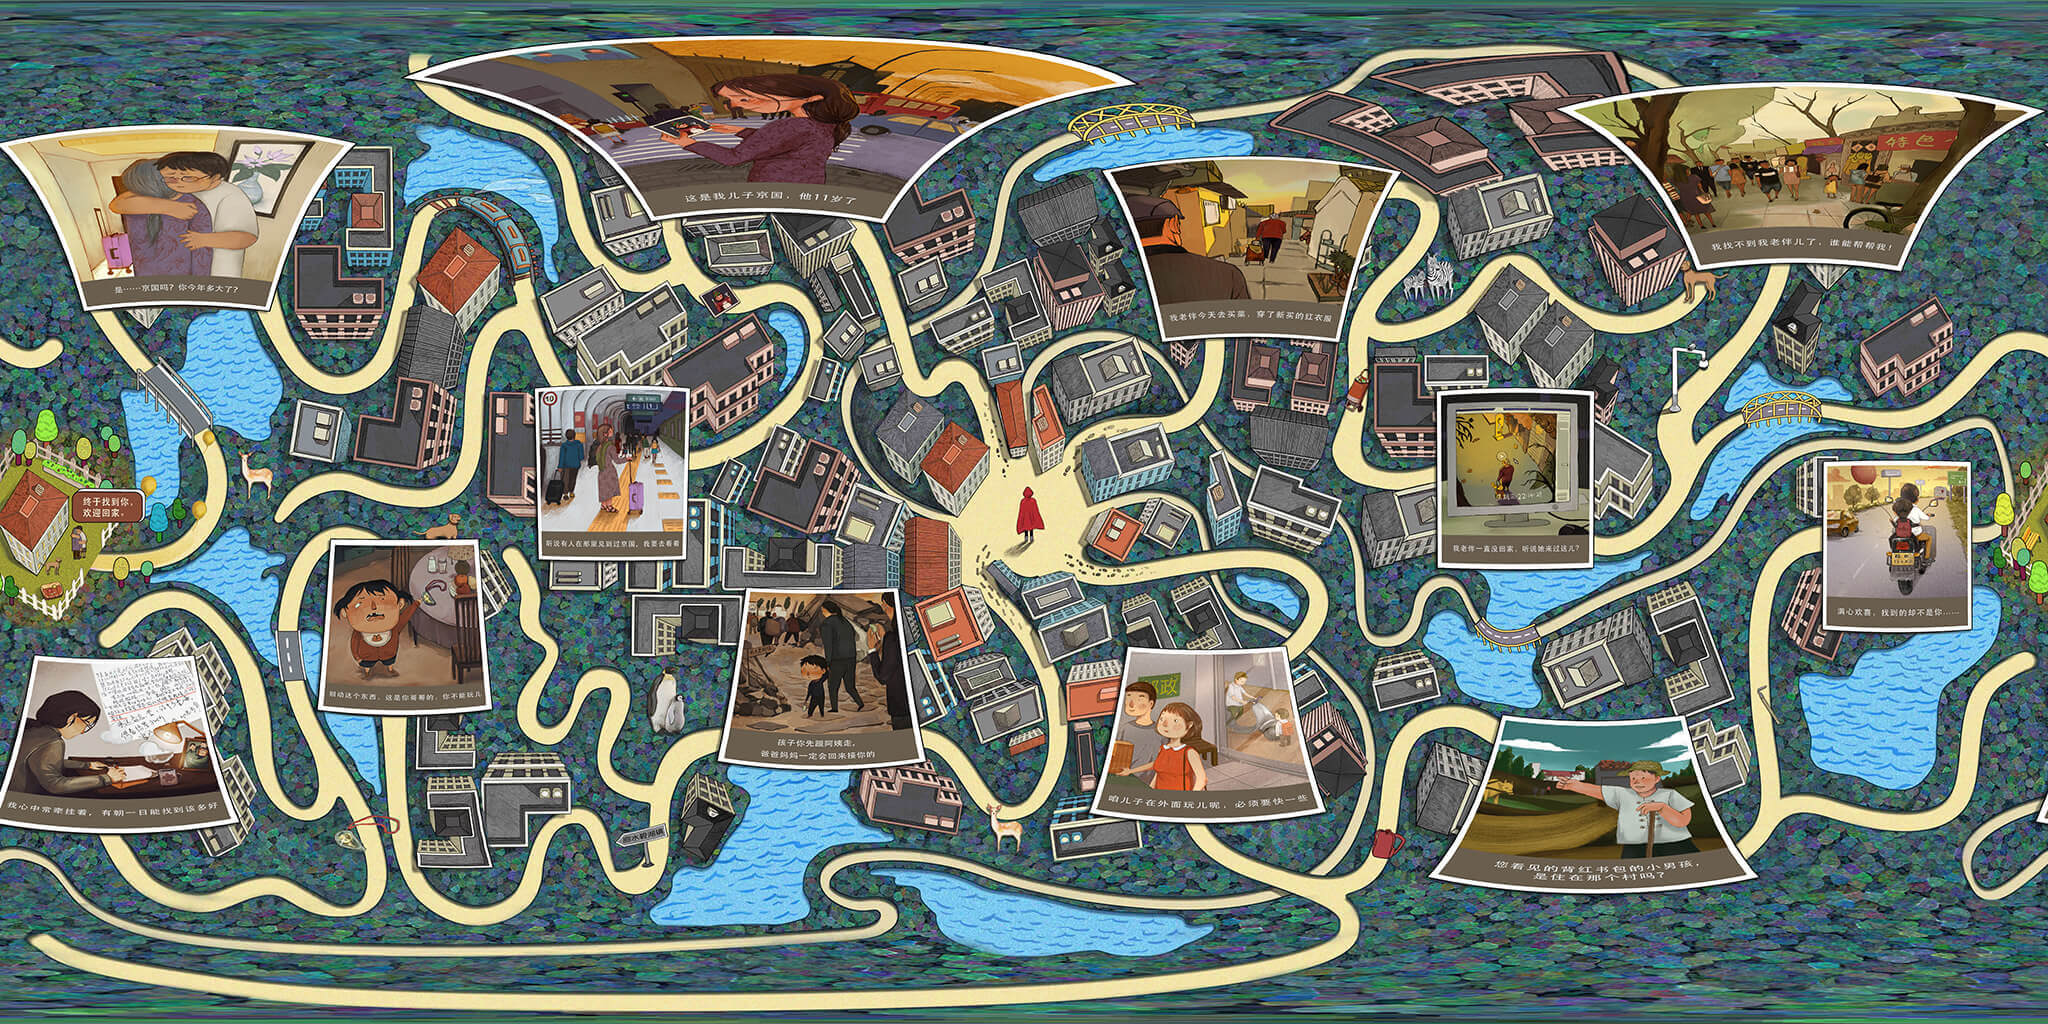 这是我儿子京国，他11岁了
特色
我找不到我老伴儿了，谁能帮帮我！
是……京国吗？你今年多大了？
我老伴今天去买菜，穿了新买的红衣服
10
听说有人在那里见到过京国，我要去看看
我老伴一直没回家，听说她来过这儿？
终于找到你，
欢迎回家。
满心欢喜，找到的却不是你……
别动这个东西，这是你哥哥的，你不能玩儿
孩子你先跟阿姨走，
爸爸妈妈一定会回来接你的
邮政
咱儿子在外面玩儿呢，必须要快一些
我心中常牵挂着，有朝一日能找到该多好
您看见的背红书包的小男孩，
是住在那个村吗？